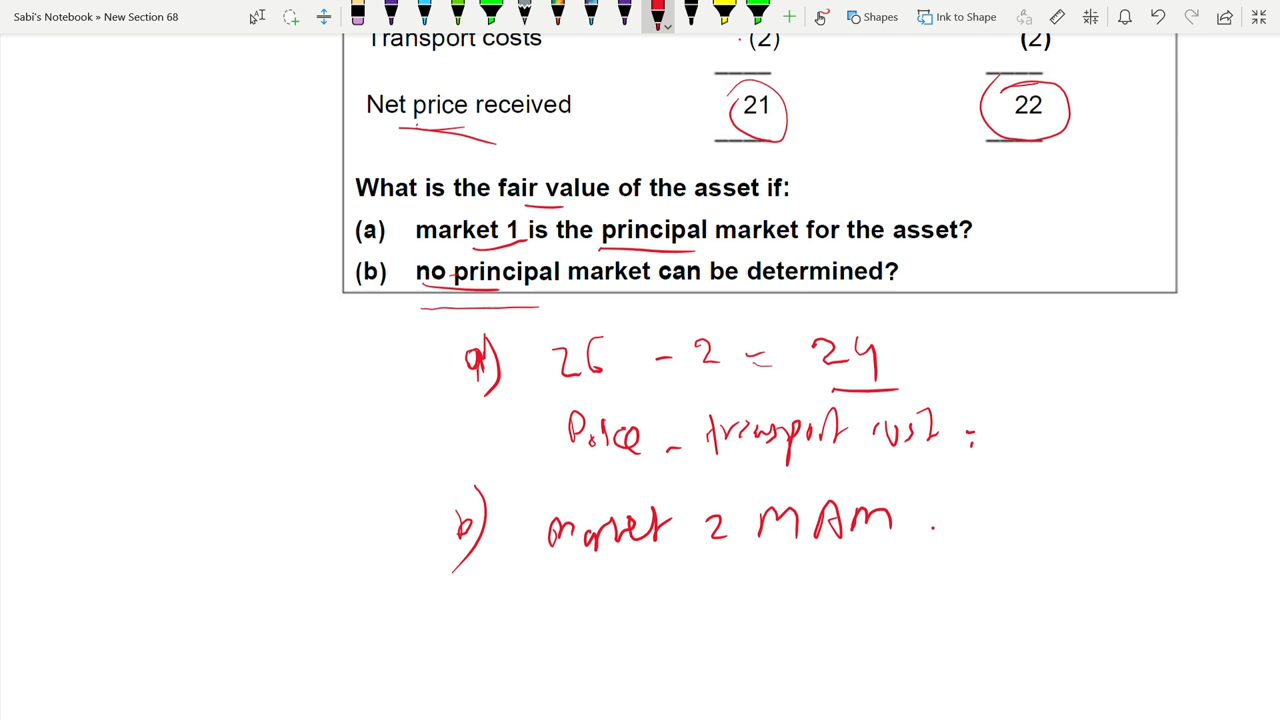 Sabi's Notebook » New Section 68
Shapes
Ink to Shape
Transport costs (2) (2)
Net price received 21 22
What is the fair value of the asset if:
(a) market 1 is the principal market for the asset?
(b) no principal market can be determined?
a) 26 - 2 = 24
Price - transport cost =
b) market 2 MAM.